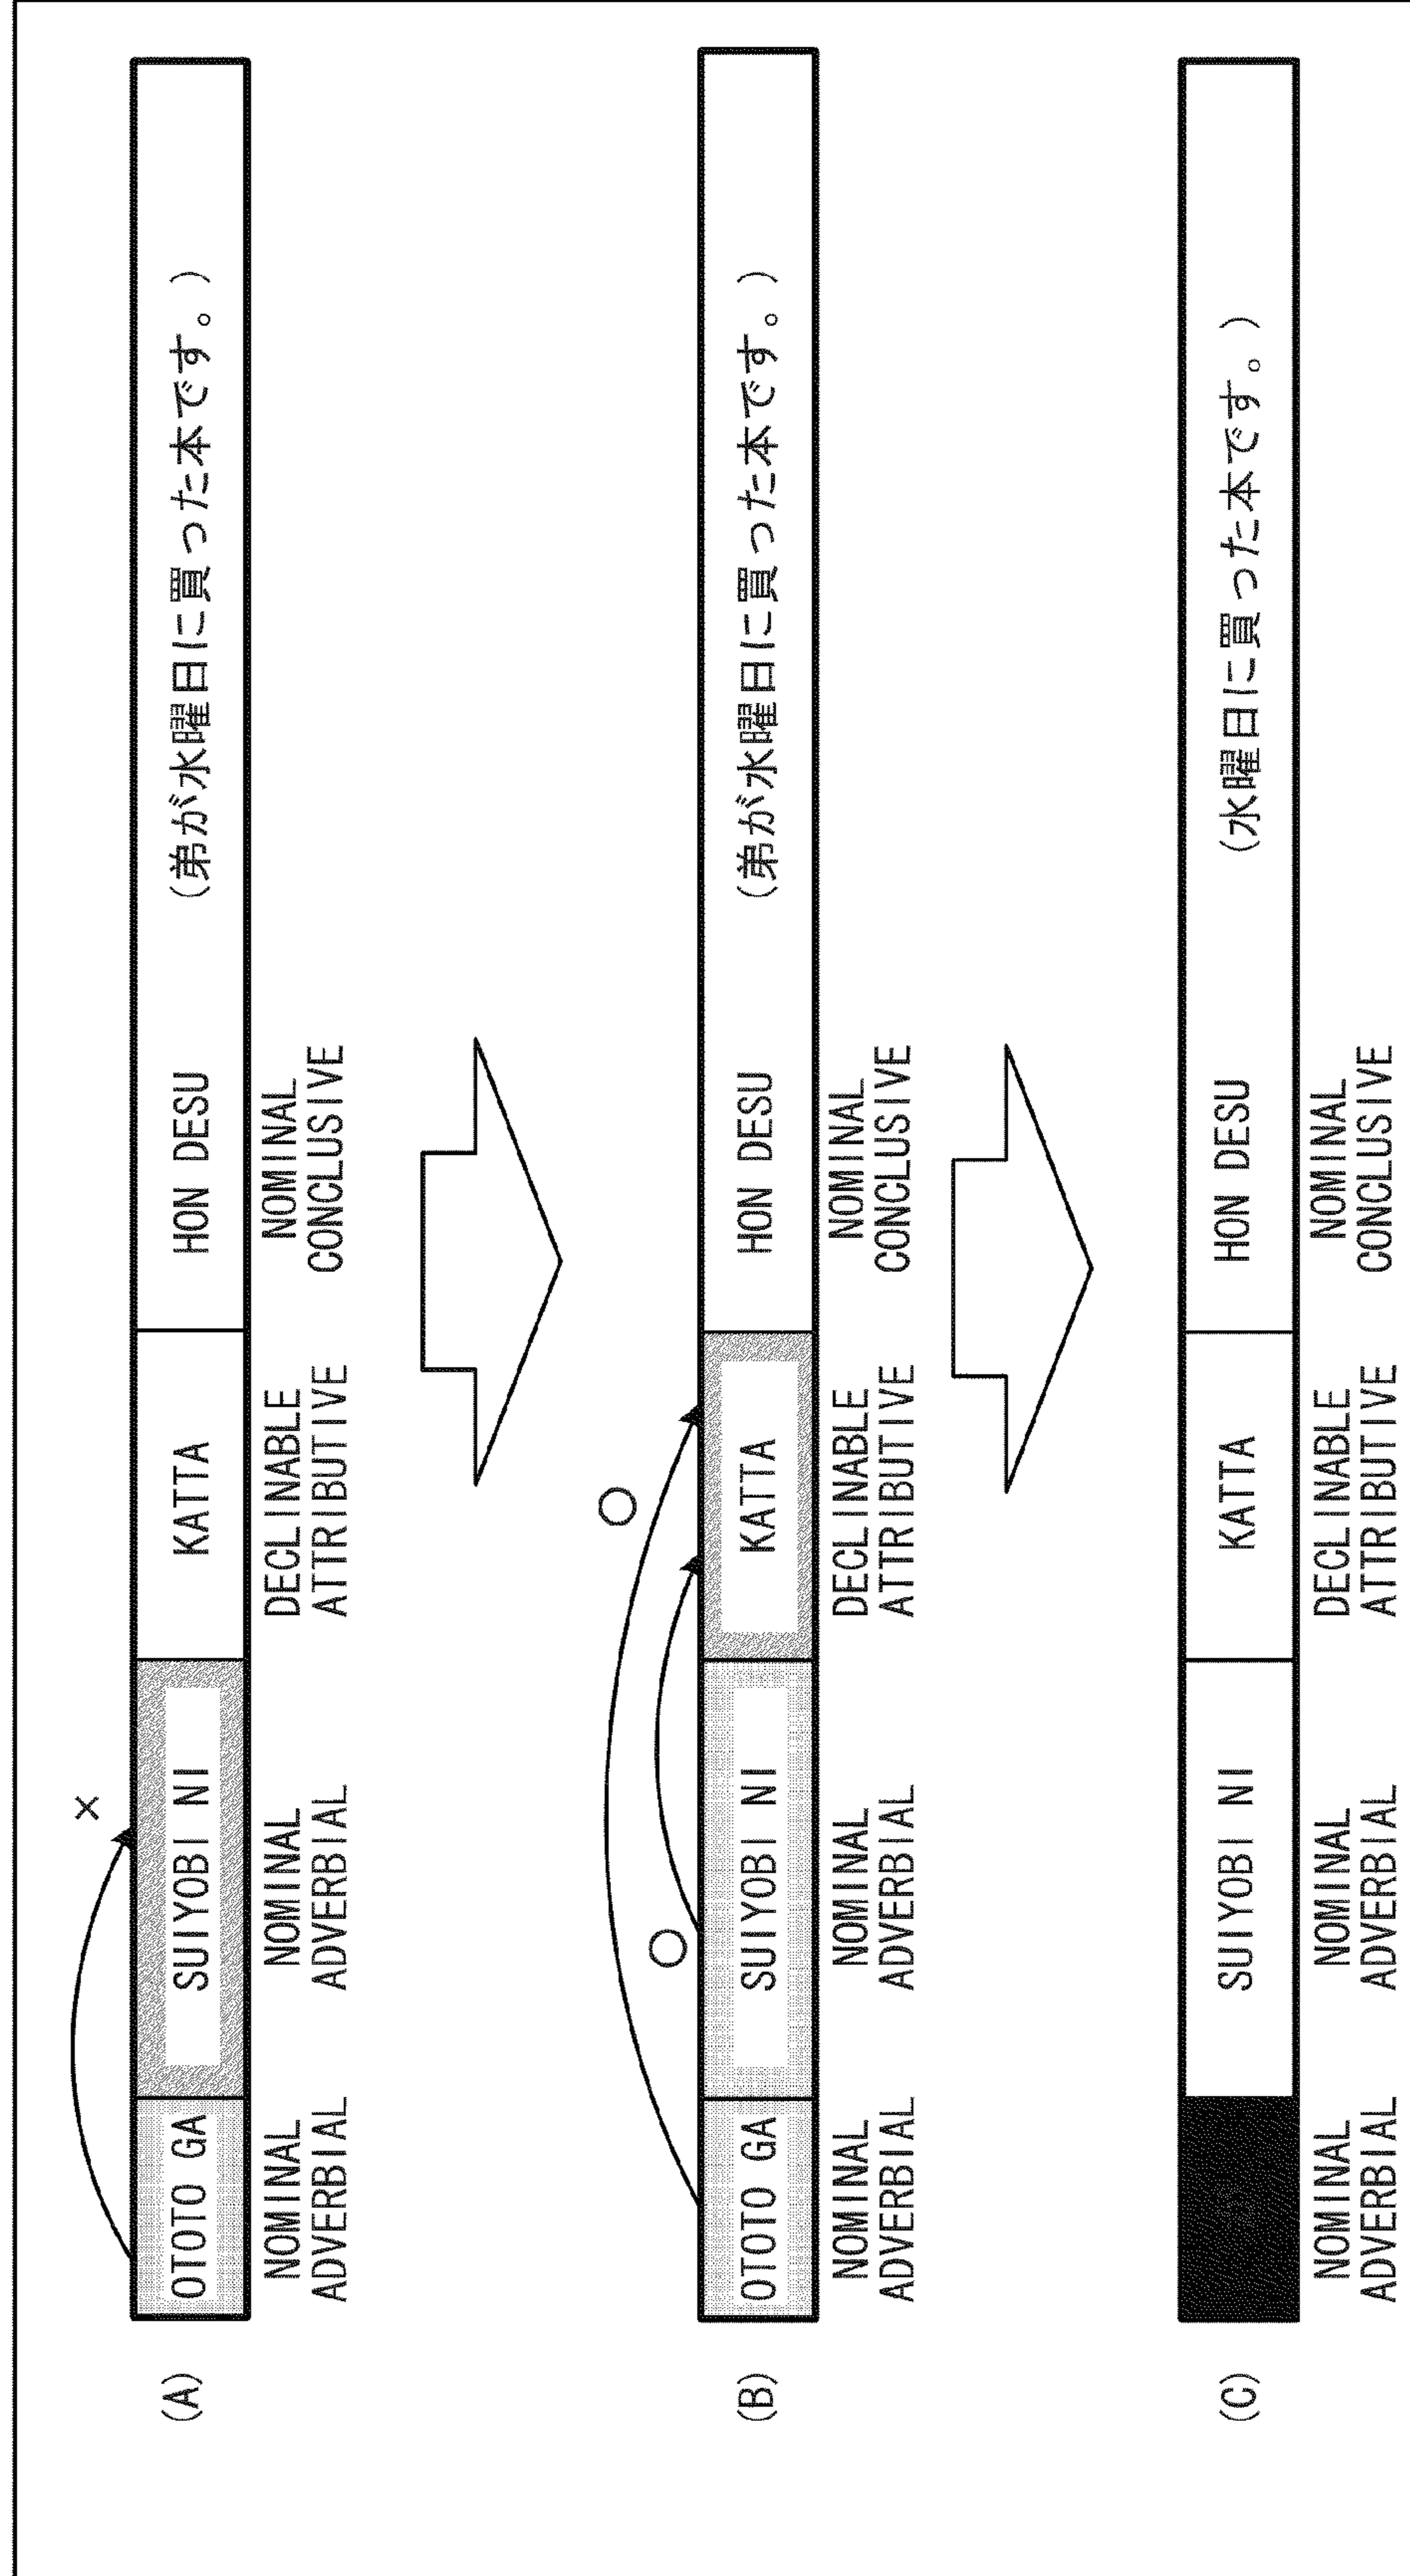 ×
(A) OTOTO GA SUIYOBI NI KATTA HON DESU (弟が水曜日に買った本です。)
NOMINAL NOMINAL DECLINABLE NOMINAL
ADVERBIAL ADVERBIAL ATTRIBUTIVE CONCLUSIVE
○
○
(B) OTOTO GA SUIYOBI NI KATTA HON DESU (弟が水曜日に買った本です。)
NOMINAL NOMINAL DECLINABLE NOMINAL
ADVERBIAL ADVERBIAL ATTRIBUTIVE CONCLUSIVE
(C) SUIYOBI NI KATTA HON DESU (水曜日に買った本です。)
NOMINAL NOMINAL DECLINABLE NOMINAL
ADVERBIAL ADVERBIAL ATTRIBUTIVE CONCLUSIVE